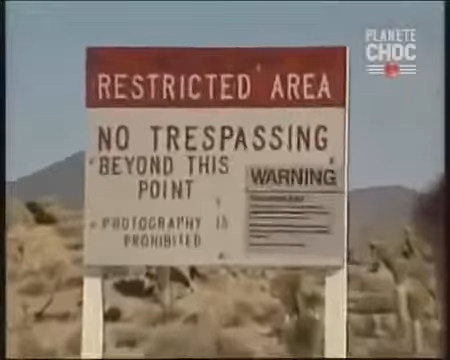 PLANETE
CHOC
RESTRICTED AREA
NO TRESPASSING
BEYOND THIS
POINT
PHOTOGRAPHY IS
PROHIBITED
WARNING